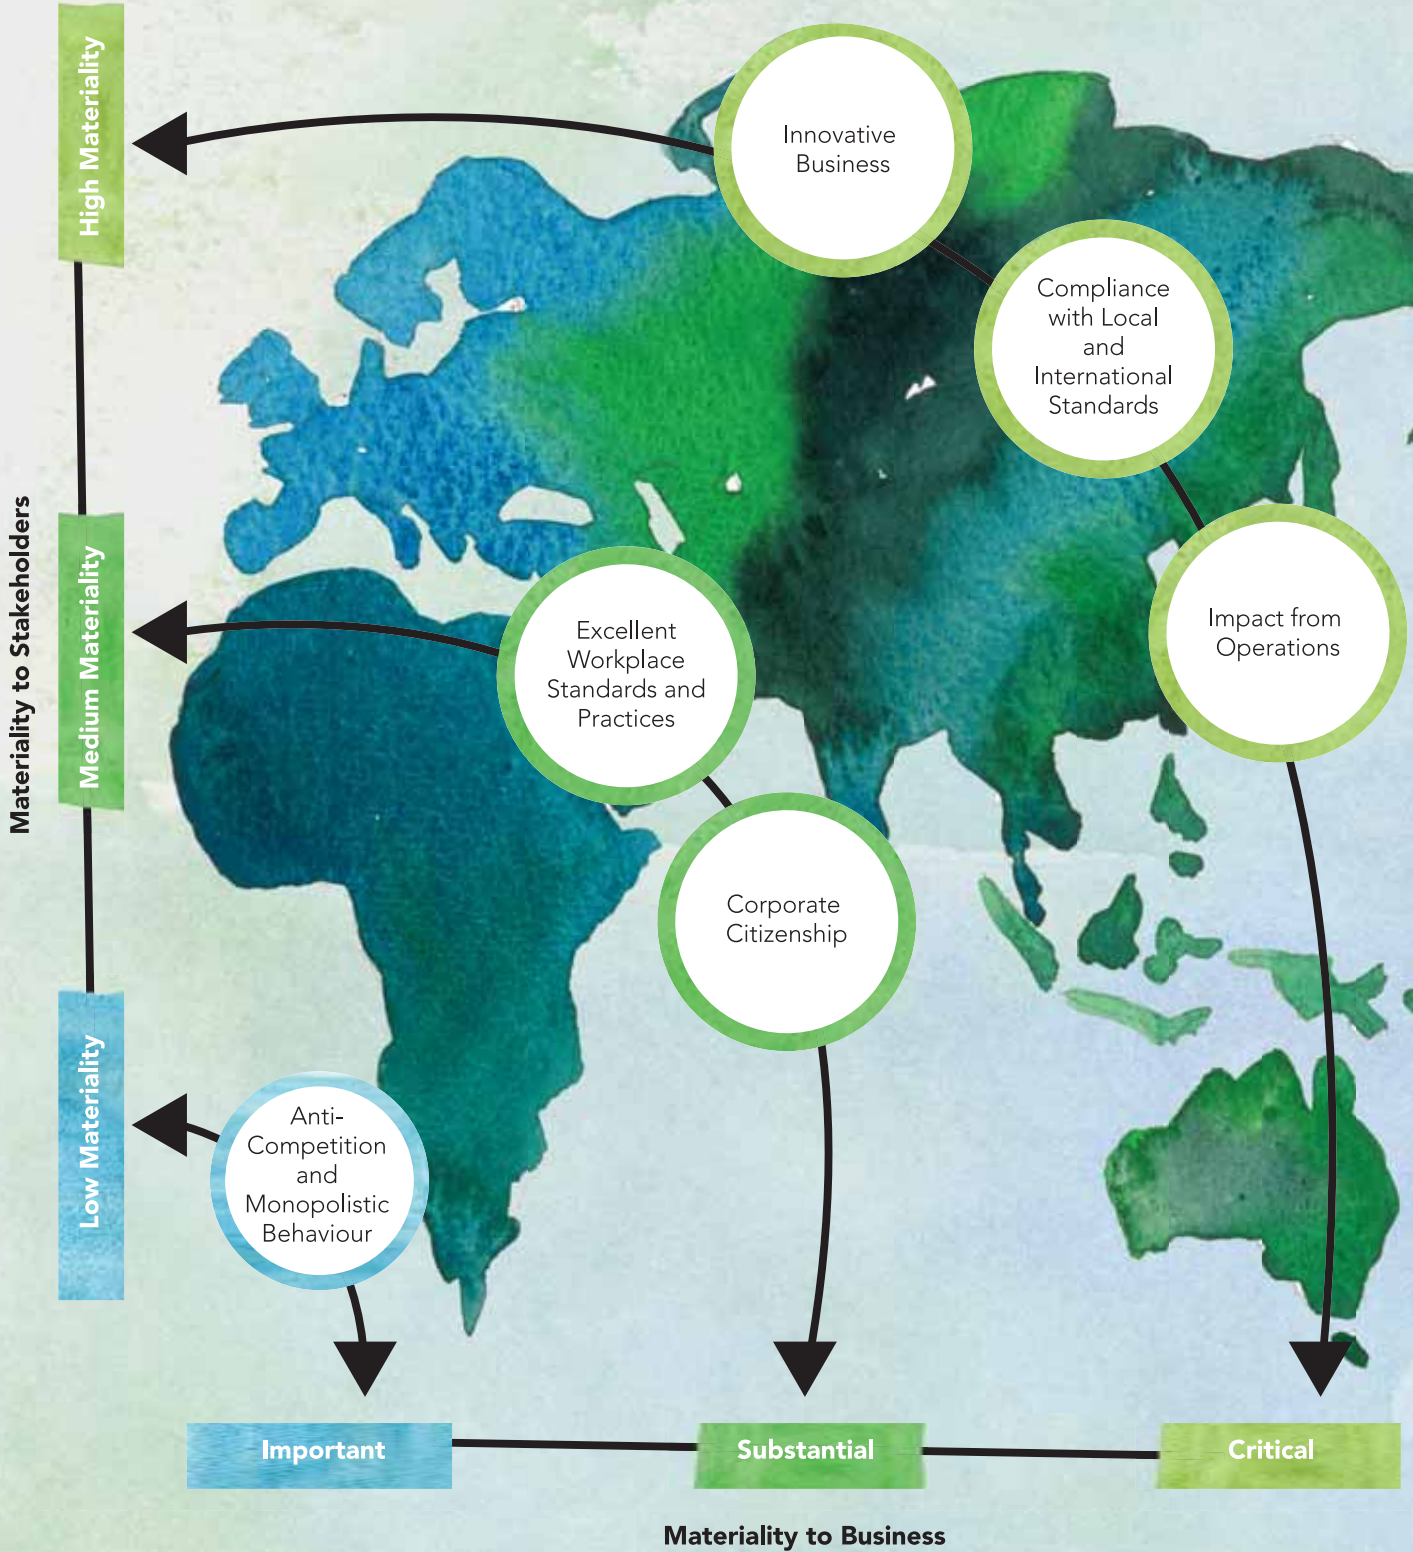 Materiality to Stakeholders
High Materiality
Medium Materiality
Low Materiality
Innovative
Business
Compliance
with Local
and
International
Standards
Impact from
Operations
Excellent
Workplace
Standards and
Practices
Corporate
Citizenship
Anti-
Competition
and
Monopolistic
Behaviour
Important
Substantial
Critical
Materiality to Business